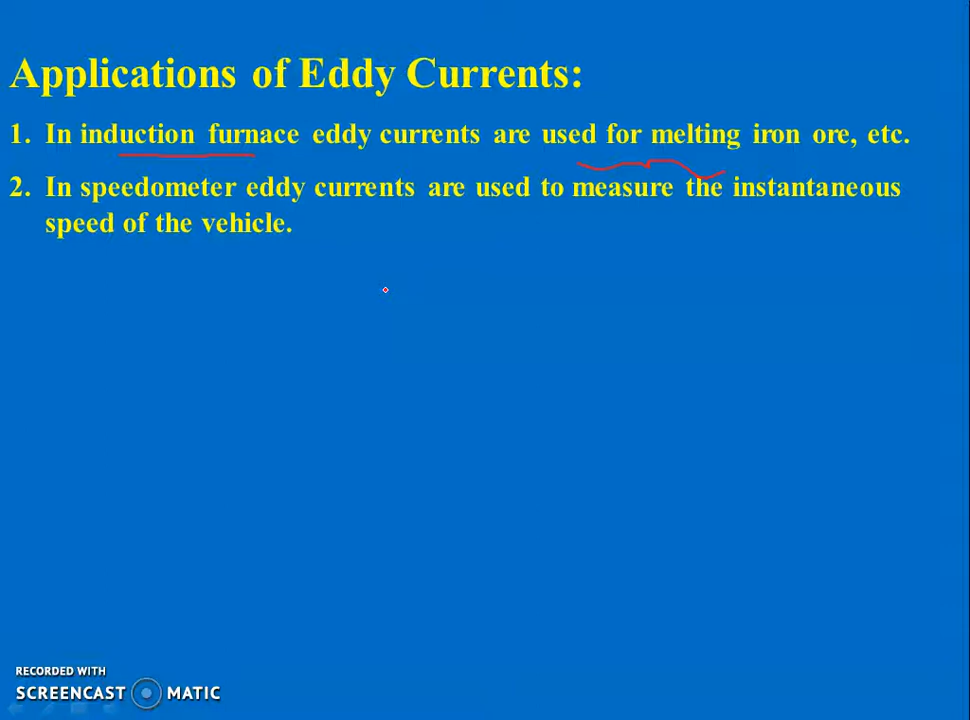 Applications of Eddy Currents:
1. In induction furnace eddy currents are used for melting iron ore, etc.
2. In speedometer eddy currents are used to measure the instantaneous
speed of the vehicle.
RECORDED WITH
SCREENCAST MATIC